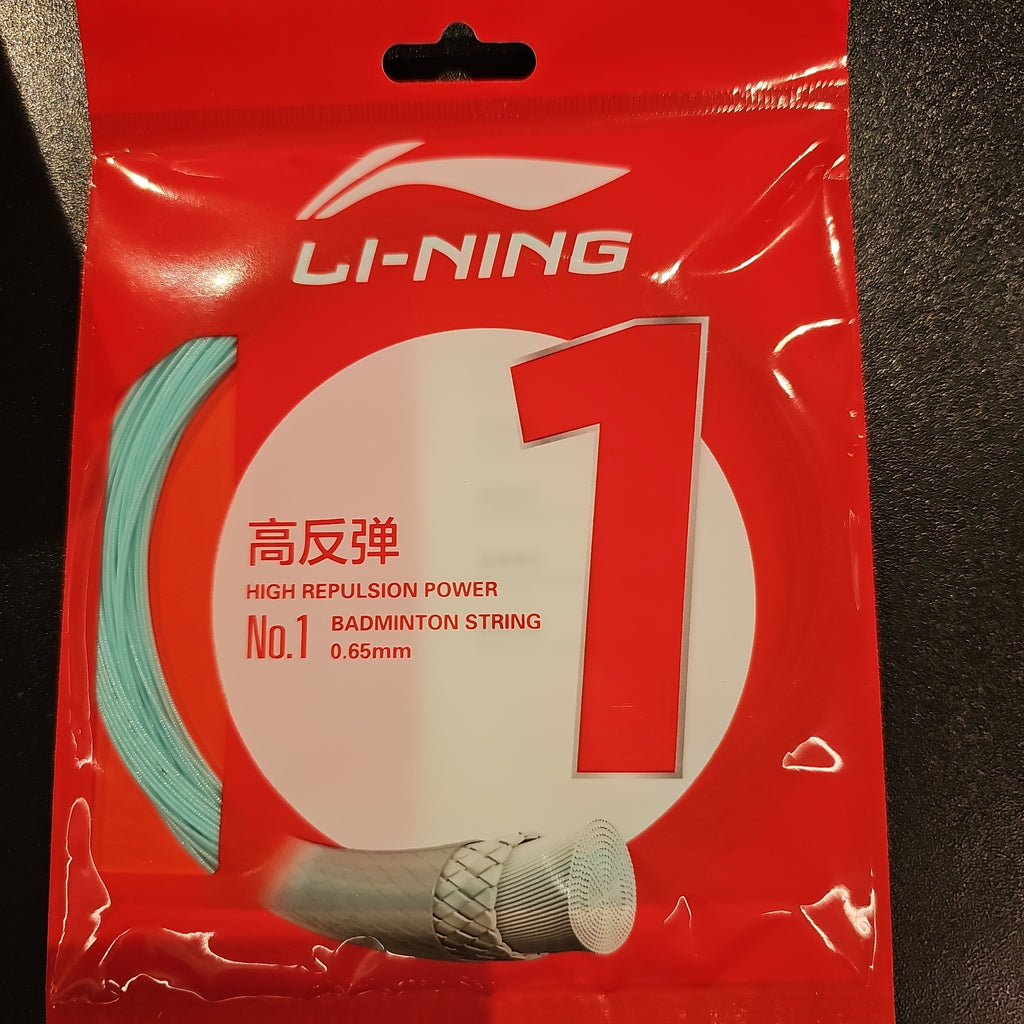 LI-NING
1
高反弹
HIGH REPULSION POWER
No.1 BADMINTON STRING
0.65mm